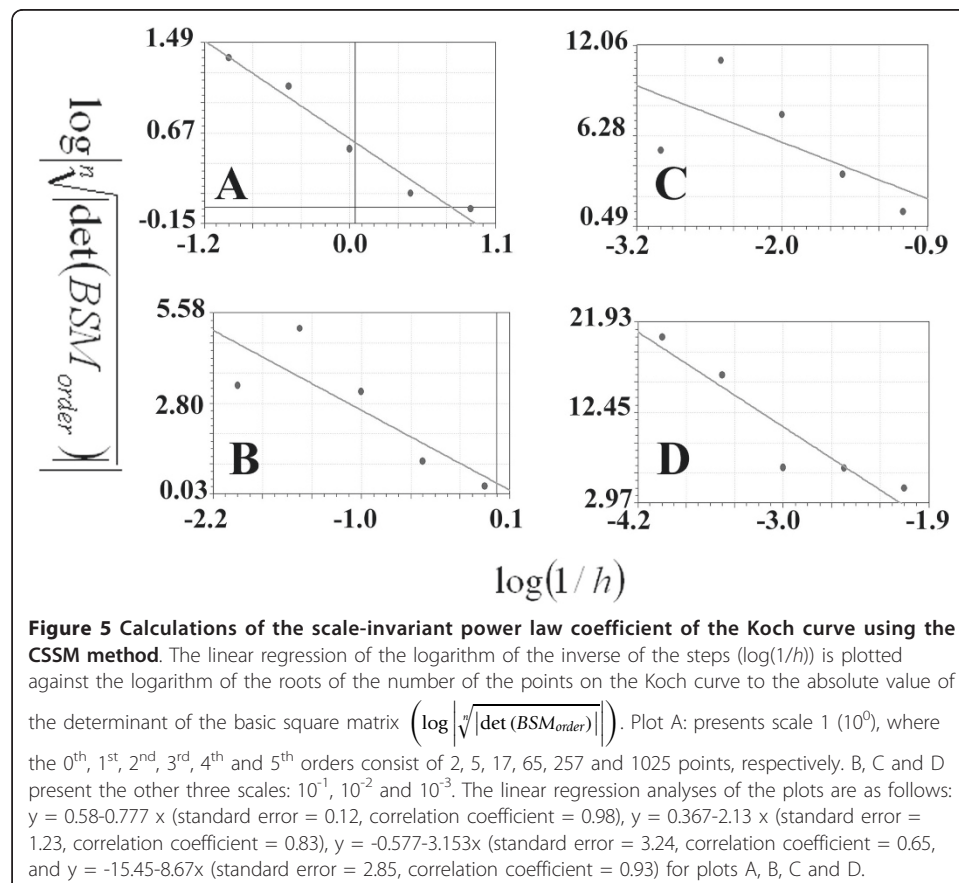 log ⁿ√|det(BSM_order)|
1.49
0.67
-0.15
A
-1.2 0.0 1.1
12.06
6.28
0.49
C
-3.2 -2.0 -0.9
5.58
2.80
0.03
B
-2.2 -1.0 0.1
21.93
12.45
2.97
D
-4.2 -3.0 -1.9
log(1/h)
Figure 5 Calculations of the scale-invariant power law coefficient of the Koch curve using the
CSSM method. The linear regression of the logarithm of the inverse of the steps (log(1/h)) is plotted
against the logarithm of the roots of the number of the points on the Koch curve to the absolute value of
the determinant of the basic square matrix (log |ⁿ√|det (BSM_order)||). Plot A: presents scale 1 (10⁰), where
the 0th, 1st, 2nd, 3rd, 4th and 5th orders consist of 2, 5, 17, 65, 257 and 1025 points, respectively. B, C and D
present the other three scales: 10⁻¹, 10⁻² and 10⁻³. The linear regression analyses of the plots are as follows:
y = 0.58-0.777 x (standard error = 0.12, correlation coefficient = 0.98), y = 0.367-2.13 x (standard error =
1.23, correlation coefficient = 0.83), y = -0.577-3.153x (standard error = 3.24, correlation coefficient = 0.65,
and y = -15.45-8.67x (standard error = 2.85, correlation coefficient = 0.93) for plots A, B, C and D.